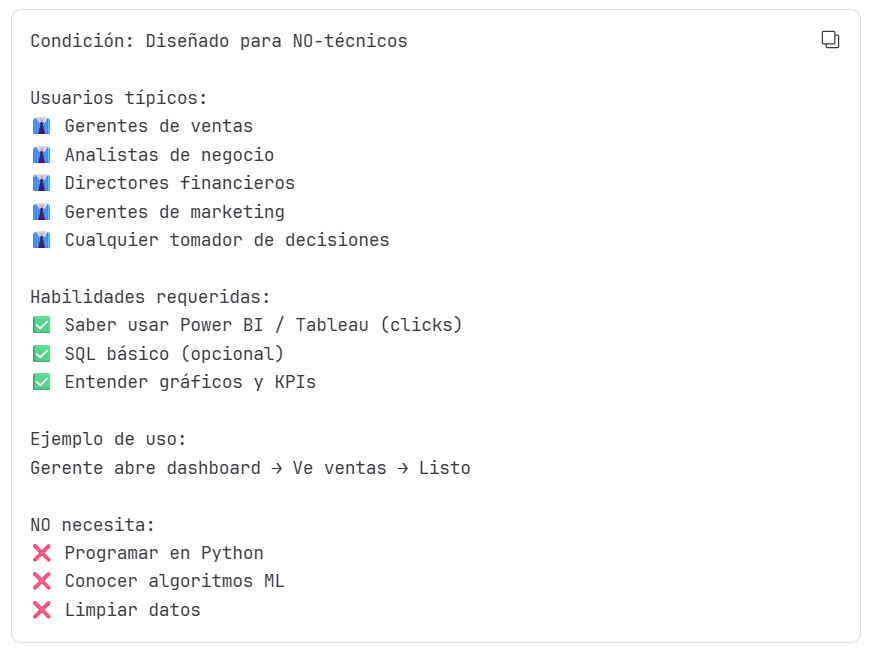 Condición: Diseñado para NO-técnicos
Usuarios típicos:
👔 Gerentes de ventas
👔 Analistas de negocio
👔 Directores financieros
👔 Gerentes de marketing
👔 Cualquier tomador de decisiones
Habilidades requeridas:
✅ Saber usar Power BI / Tableau (clicks)
✅ SQL básico (opcional)
✅ Entender gráficos y KPIs
Ejemplo de uso:
Gerente abre dashboard → Ve ventas → Listo
NO necesita:
❌ Programar en Python
❌ Conocer algoritmos ML
❌ Limpiar datos